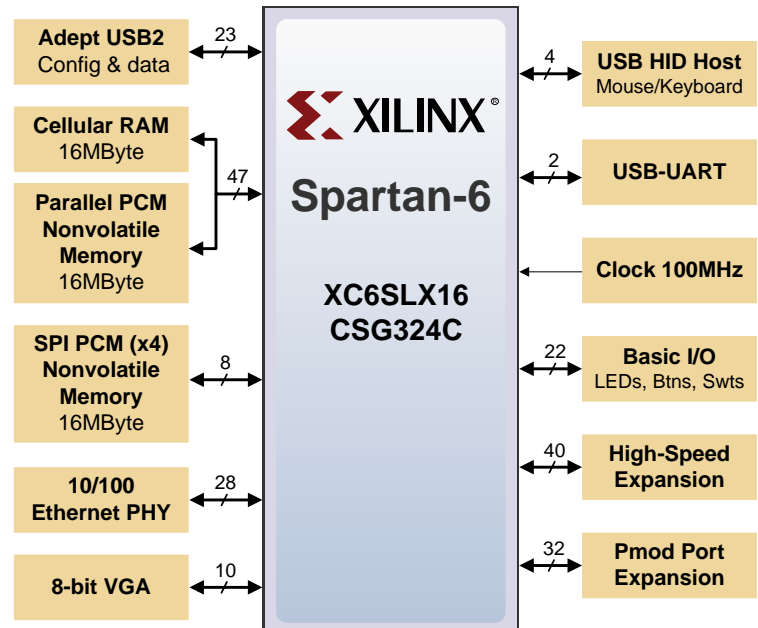 Adept USB2
Config & data
23
Cellular RAM
16MByte
47
Parallel PCM
Nonvolatile
Memory
16MByte
SPI PCM (x4)
Nonvolatile
Memory
16MByte
8
10/100
Ethernet PHY
28
8-bit VGA
10
XILINX®
Spartan-6
XC6SLX16
CSG324C
4
USB HID Host
Mouse/Keyboard
2
USB-UART
Clock 100MHz
22
Basic I/O
LEDs, Btns, Swts
40
High-Speed
Expansion
32
Pmod Port
Expansion